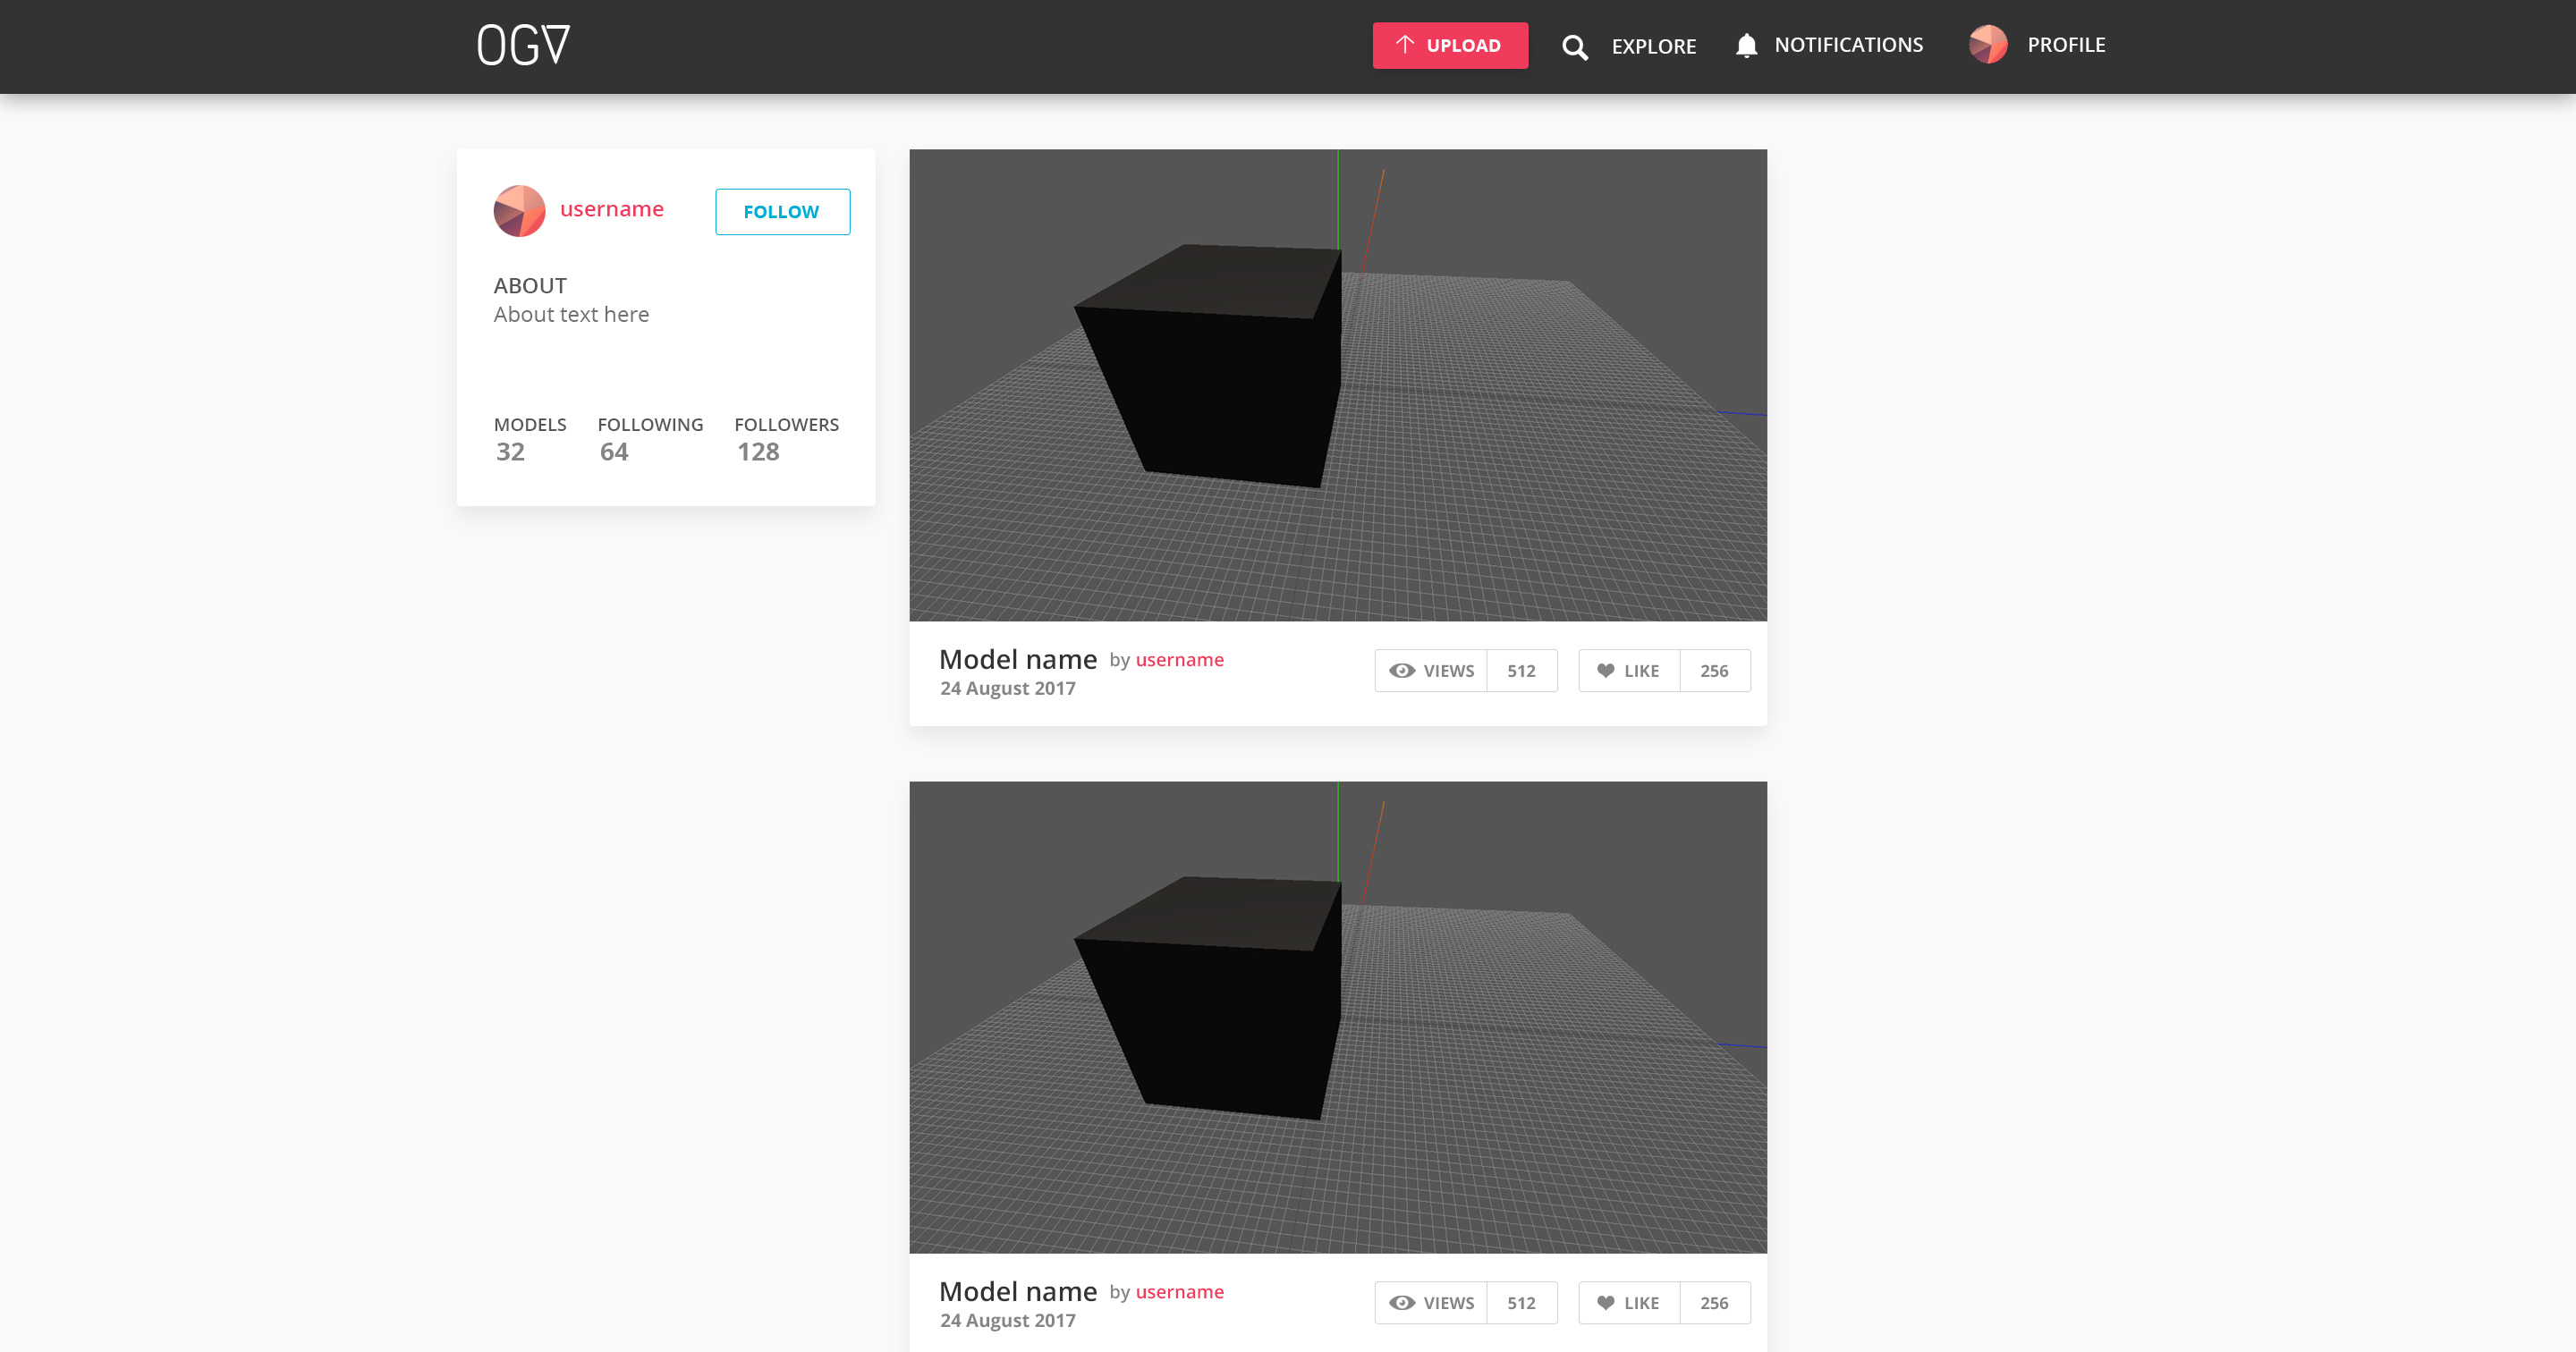 OGV
UPLOAD
EXPLORE
NOTIFICATIONS
PROFILE
username
FOLLOW
ABOUT
About text here
MODELS FOLLOWING FOLLOWERS
32 64 128
Model name by username
24 August 2017
VIEWS 512
LIKE 256
Model name by username
24 August 2017
VIEWS 512
LIKE 256